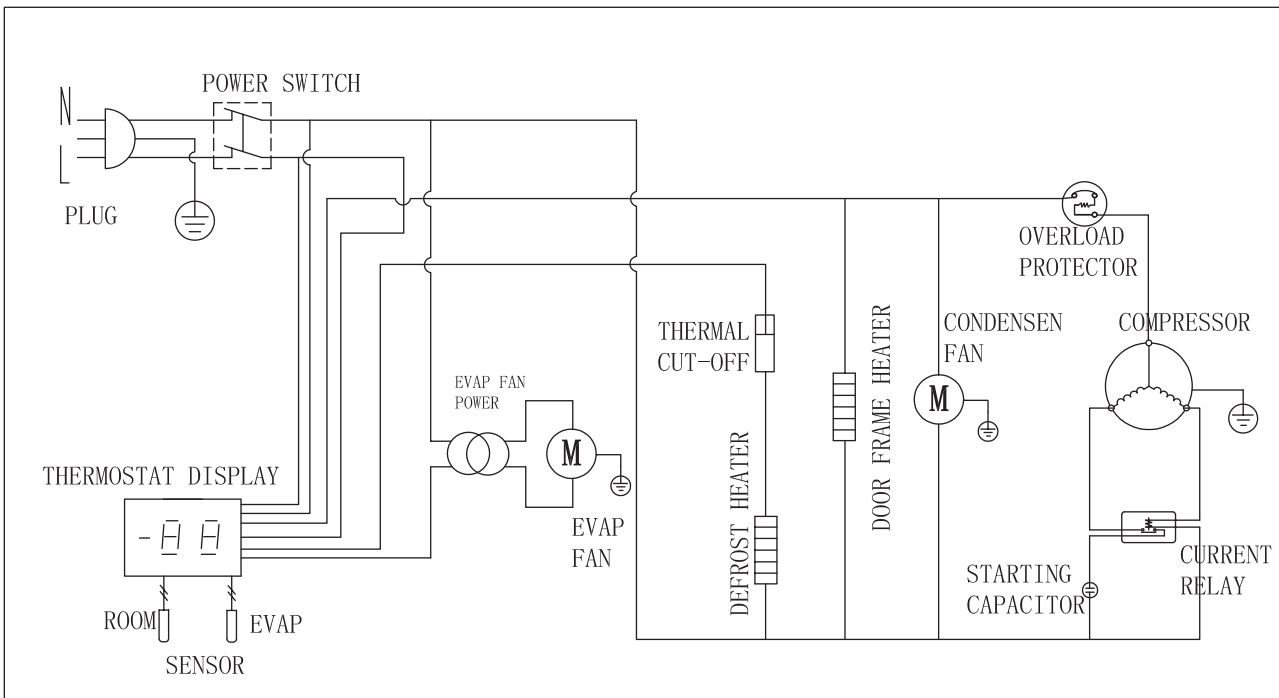 N
POWER SWITCH
L
PLUG
OVERLOAD
PROTECTOR
THERMAL
CUT-OFF
DOOR FRAME HEATER
CONDENSEN
FAN
M
COMPRESSOR
EVAP FAN
POWER
M
EVAP
FAN
DEFROST HEATER
THERMOSTAT DISPLAY
-88
ROOM
EVAP
SENSOR
STARTING
CAPACITOR
CURRENT
RELAY